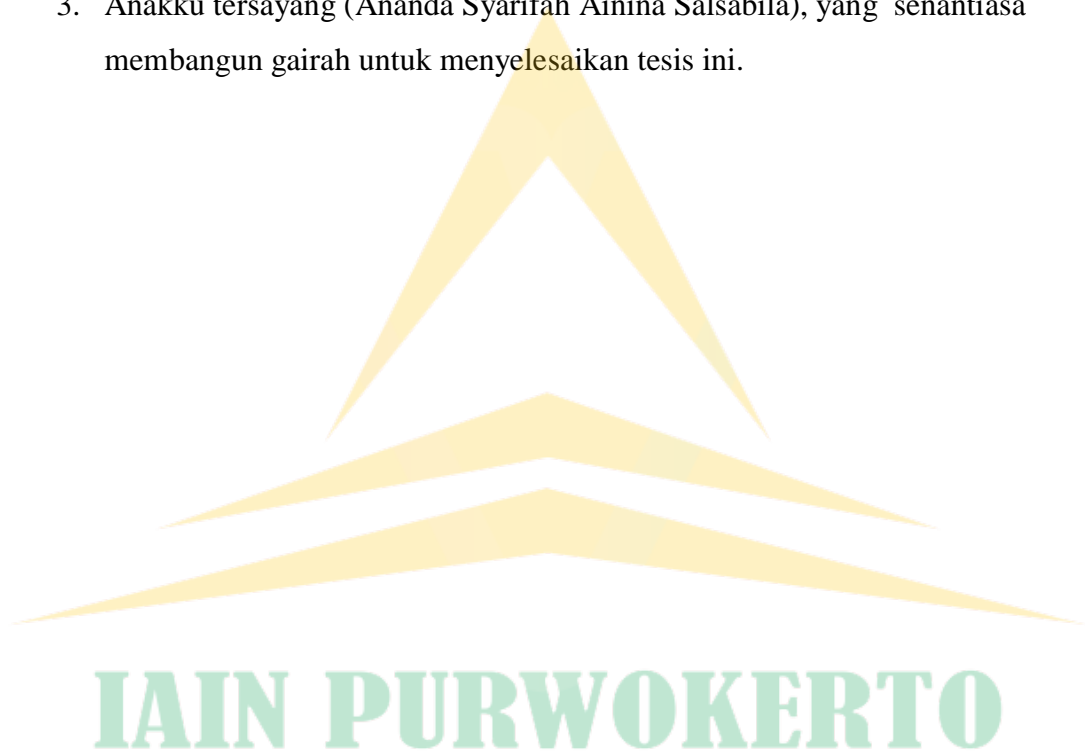 3. Anakku tersayang (Ananda Syarifah Ainina Salsabila), yang senantiasa
membangun gairah untuk menyelesaikan tesis ini.
IAIN PURWOKERTO